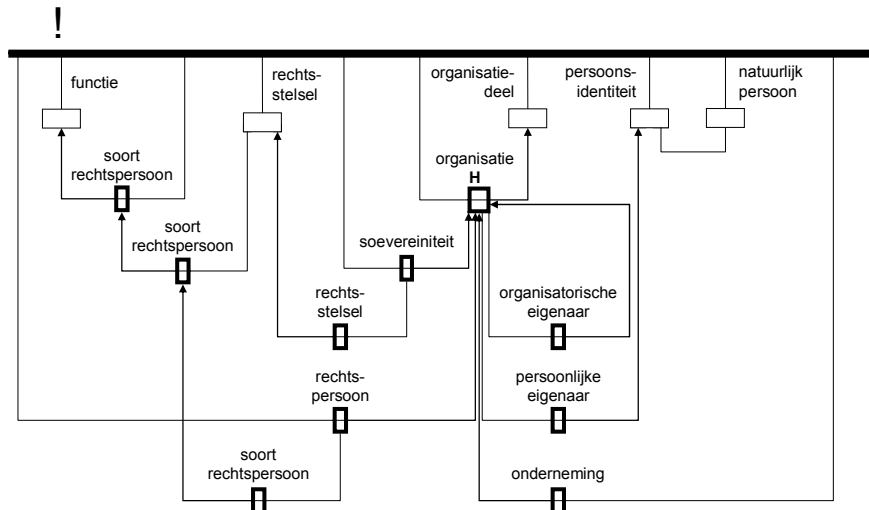 !
functie
rechts-
stelsel
organisatie-
deel
persoons-
identiteit
natuurlijk
persoon
soort
rechtspersoon
organisatie
H
soort
rechtspersoon
soevereiniteit
rechts-
stelsel
organisatorische
eigenaar
rechts-
persoon
persoonlijke
eigenaar
soort
rechtspersoon
onderneming